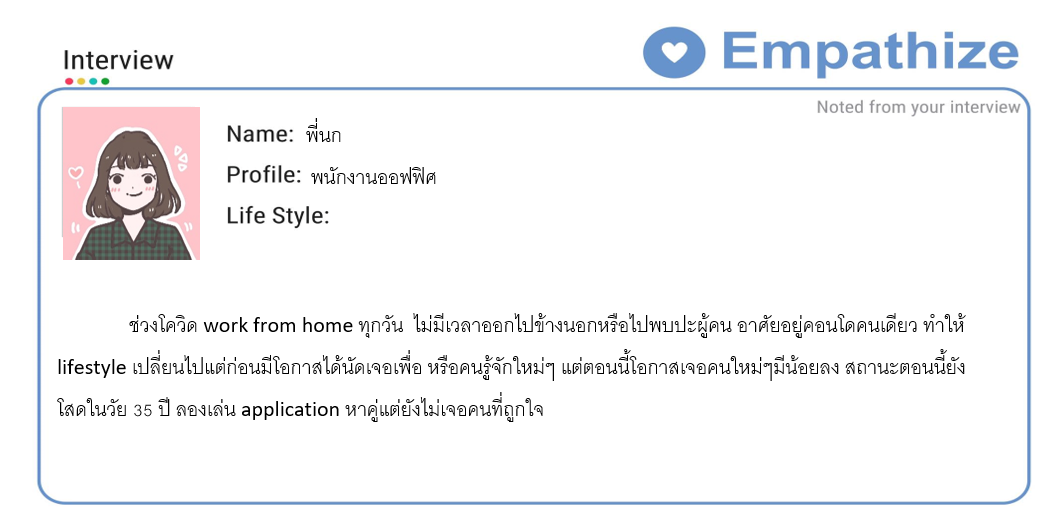 Interview
Empathize
Noted from your interview
Name: พี่นก
Profile: พนักงานออฟฟิศ
Life Style:
ช่วงโควิด work from home ทุกวัน ไม่มีเวลาออกไปข้างนอกหรือไปพบปะผู้คน อาศัยอยู่คอนโดคนเดียว ทำให้
lifestyle เปลี่ยนไปแต่ก่อนมีโอกาสได้นัดเจอเพื่อ หรือคนรู้จักใหม่ๆ แต่ตอนนี้โอกาสเจอคนใหม่ๆมีน้อยลง สถานะตอนนี้ยัง
โสดในวัย 35 ปี ลองเล่น application หาคู่แต่ยังไม่เจอคนที่ถูกใจ